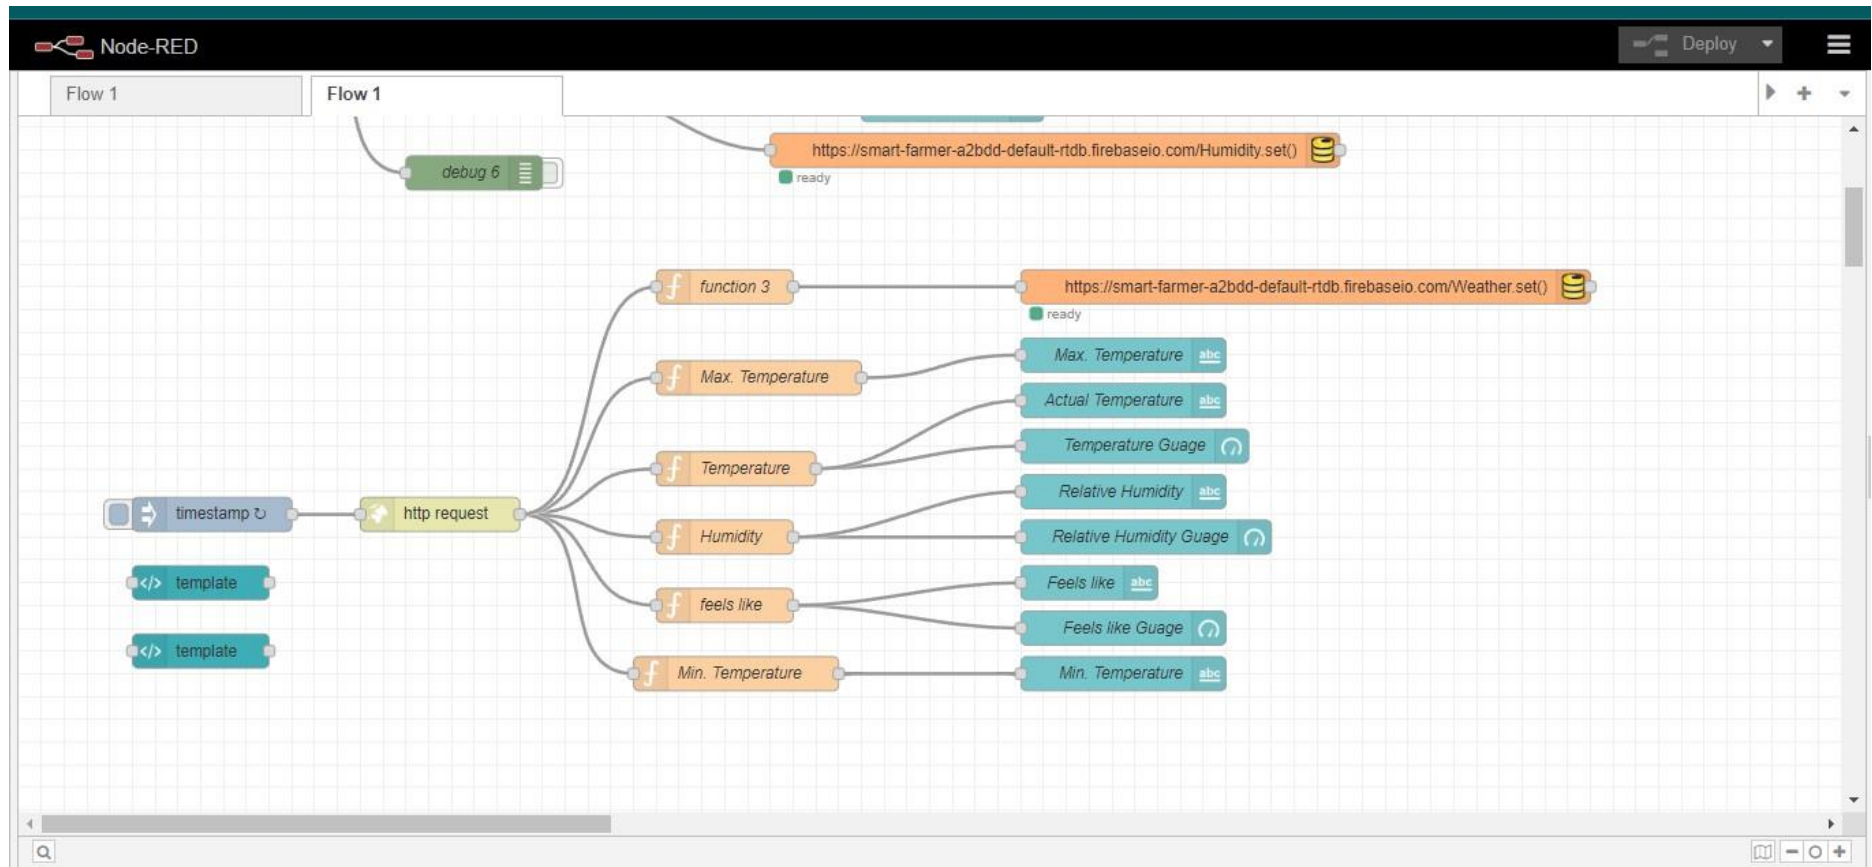 Node-RED
Deploy
Flow 1
Flow 1
debug 6
https://smart-farmer-a2bdd-default-rtdb.firebaseio.com/Humidity.set()
ready
function 3
https://smart-farmer-a2bdd-default-rtdb.firebaseio.com/Weather.set()
ready
Max. Temperature
Max. Temperature
abc
Actual Temperature
abc
Temperature
Temperature Guage
Relative Humidity
abc
timestamp ↻
http request
Humidity
Relative Humidity Guage
</> template
feels like
Feels like
abc
Feels like Guage
</> template
Min. Temperature
Min. Temperature
abc